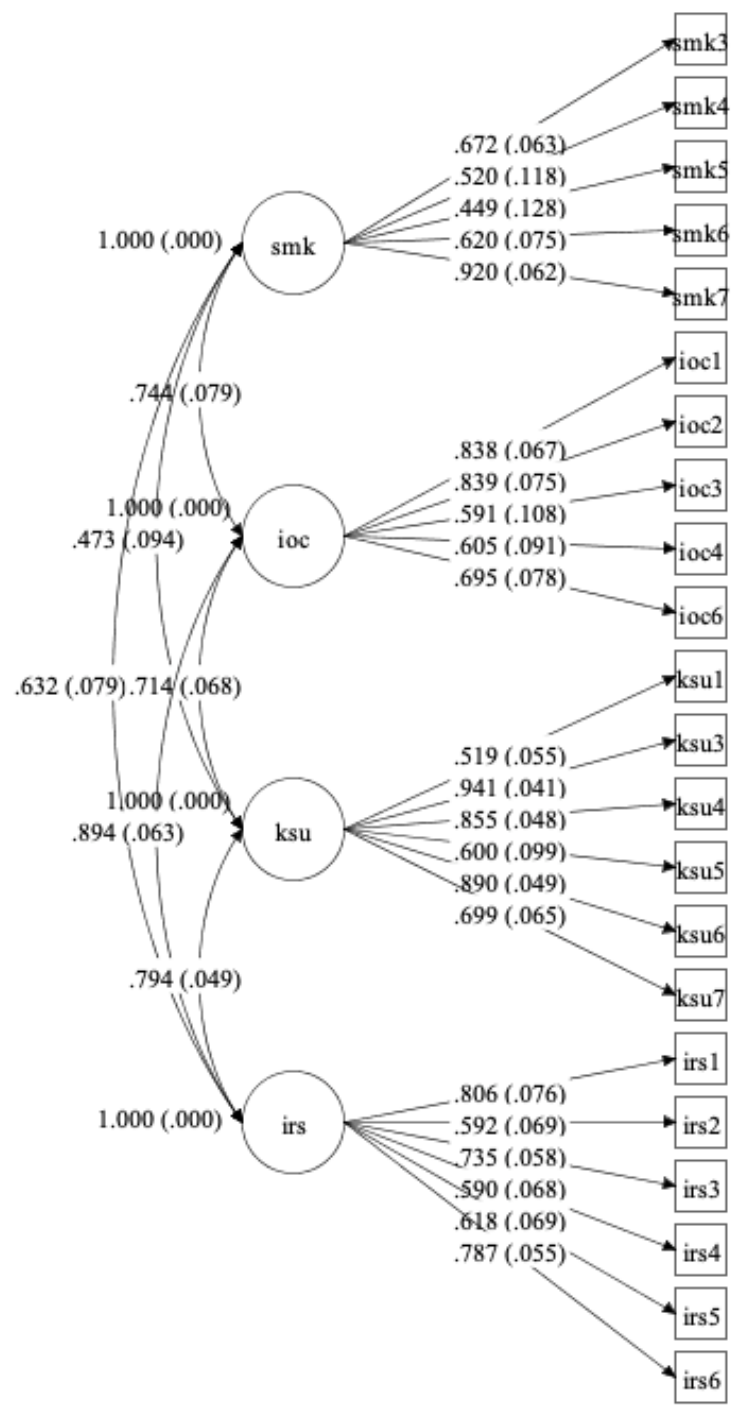 smk3
smk4
.672 (.063)
.520 (.118)
smk5
.449 (.128)
smk6
1.000 (.000)
smk
.620 (.075)
.920 (.062)
smk7
ioc1
.744 (.079)
ioc2
.838 (.067)
.839 (.075)
ioc3
1.000 (.000)
.591 (.108)
.473 (.094)
ioc
.605 (.091)
ioc4
.695 (.078)
ioc6
ksu1
.632 (.079)
.714 (.068)
ksu3
.519 (.055)
.941 (.041)
ksu4
1.000 (.000)
.855 (.048)
.894 (.063)
ksu
.600 (.099)
ksu5
.890 (.049)
.699 (.065)
ksu6
.794 (.049)
ksu7
irs1
.806 (.076)
1.000 (.000)
irs
.592 (.069)
irs2
.735 (.058)
.590 (.068)
irs3
.618 (.069)
.787 (.055)
irs4
irs5
irs6